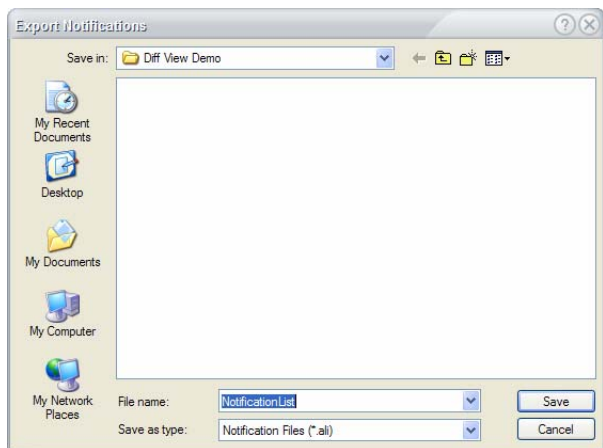 Export Notifications
Save in:
Diff View Demo
My Recent
Documents
Desktop
My Documents
My Computer
My Network
Places
File name:
NotificationList
Save
Save as type:
Notification Files (*.ali)
Cancel